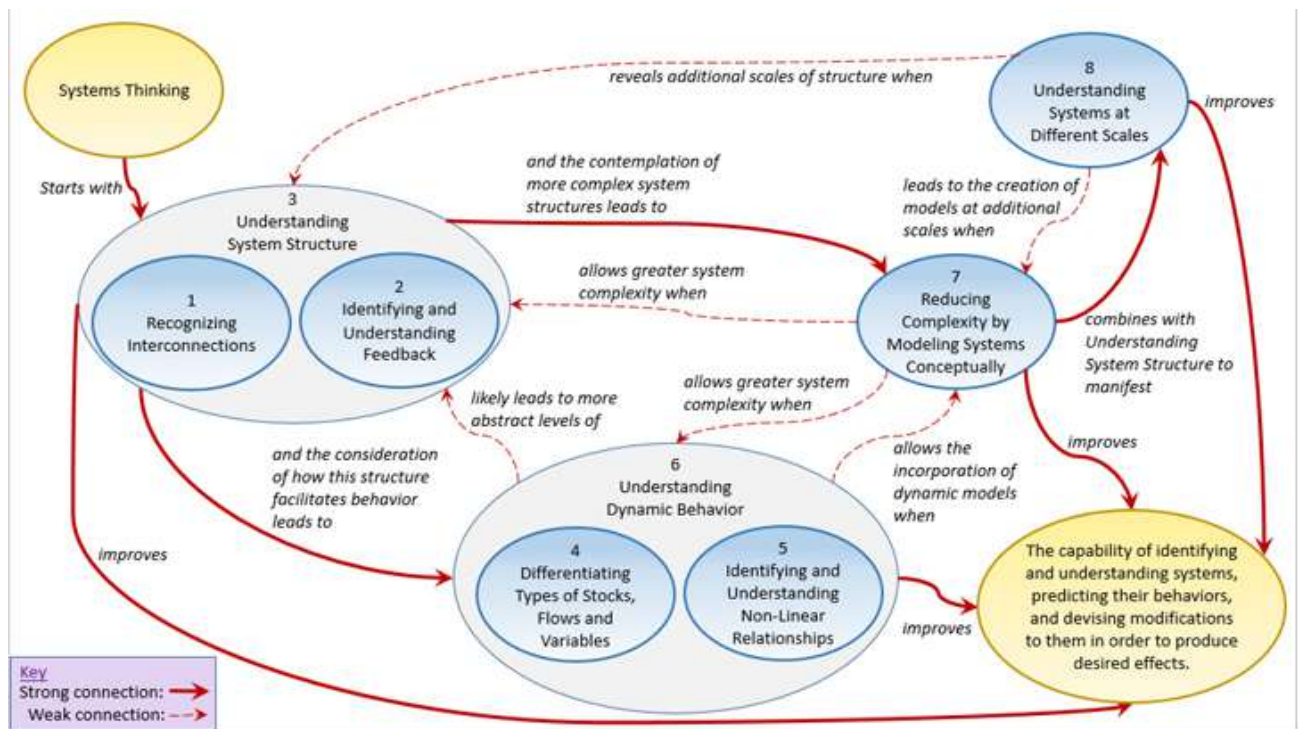 Systems Thinking
Starts with
3
Understanding
System Structure
1
Recognizing
Interconnections
2
Identifying and
Understanding
Feedback
reveals additional scales of structure when
8
Understanding
Systems at
Different Scales
improves
and the contemplation of
more complex system
structures leads to
leads to the creation of
models at additional
scales when
allows greater system
complexity when
7
Reducing
Complexity by
Modeling Systems
Conceptually
combines with
Understanding
System Structure to
manifest
likely leads to more
abstract levels of
allows greater system
complexity when
and the consideration
of how this structure
facilitates behavior
leads to
6
Understanding
Dynamic Behavior
allows the
incorporation of
dynamic models
when
improves
4
Differentiating
Types of Stocks,
Flows and
Variables
5
Identifying and
Understanding
Non-Linear
Relationships
improves
improves
The capability of identifying
and understanding systems,
predicting their behaviors,
and devising modifications
to them in order to produce
desired effects.
Key
Strong connection:
Weak connection: